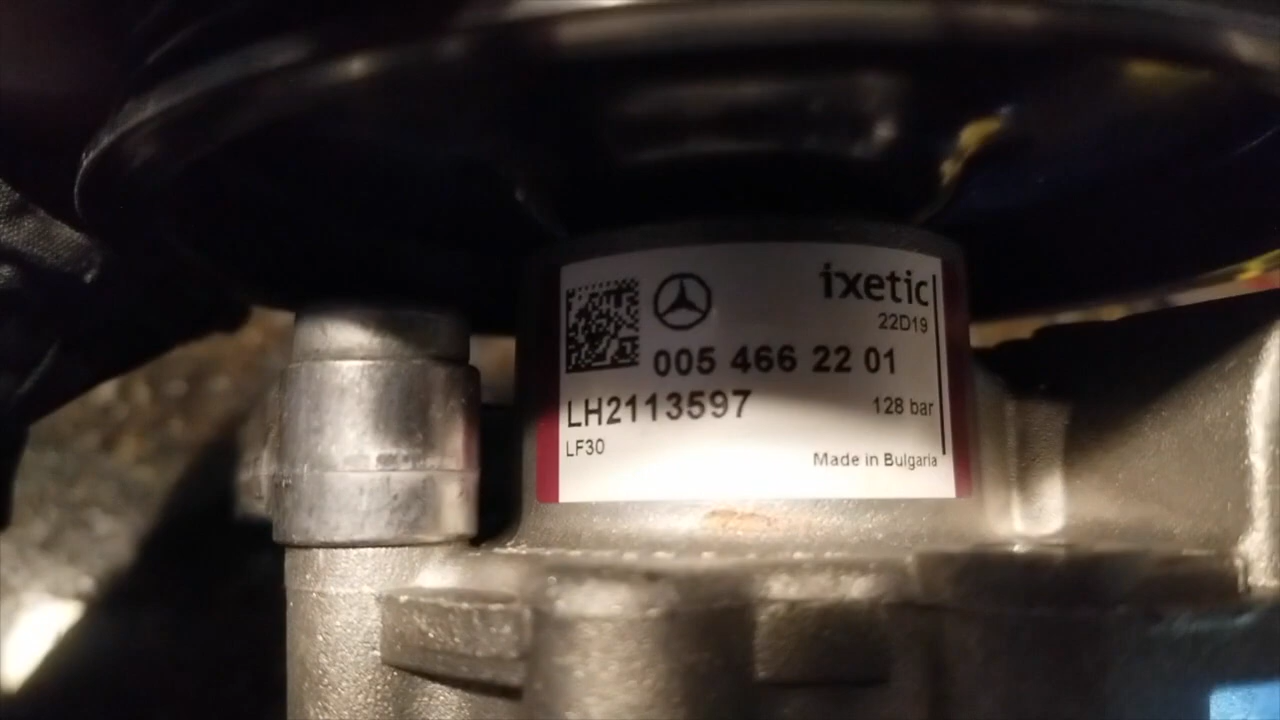 ixetic
22D19
005 466 22 01
LH2113597
128 bar
LF30
Made in Bulgaria